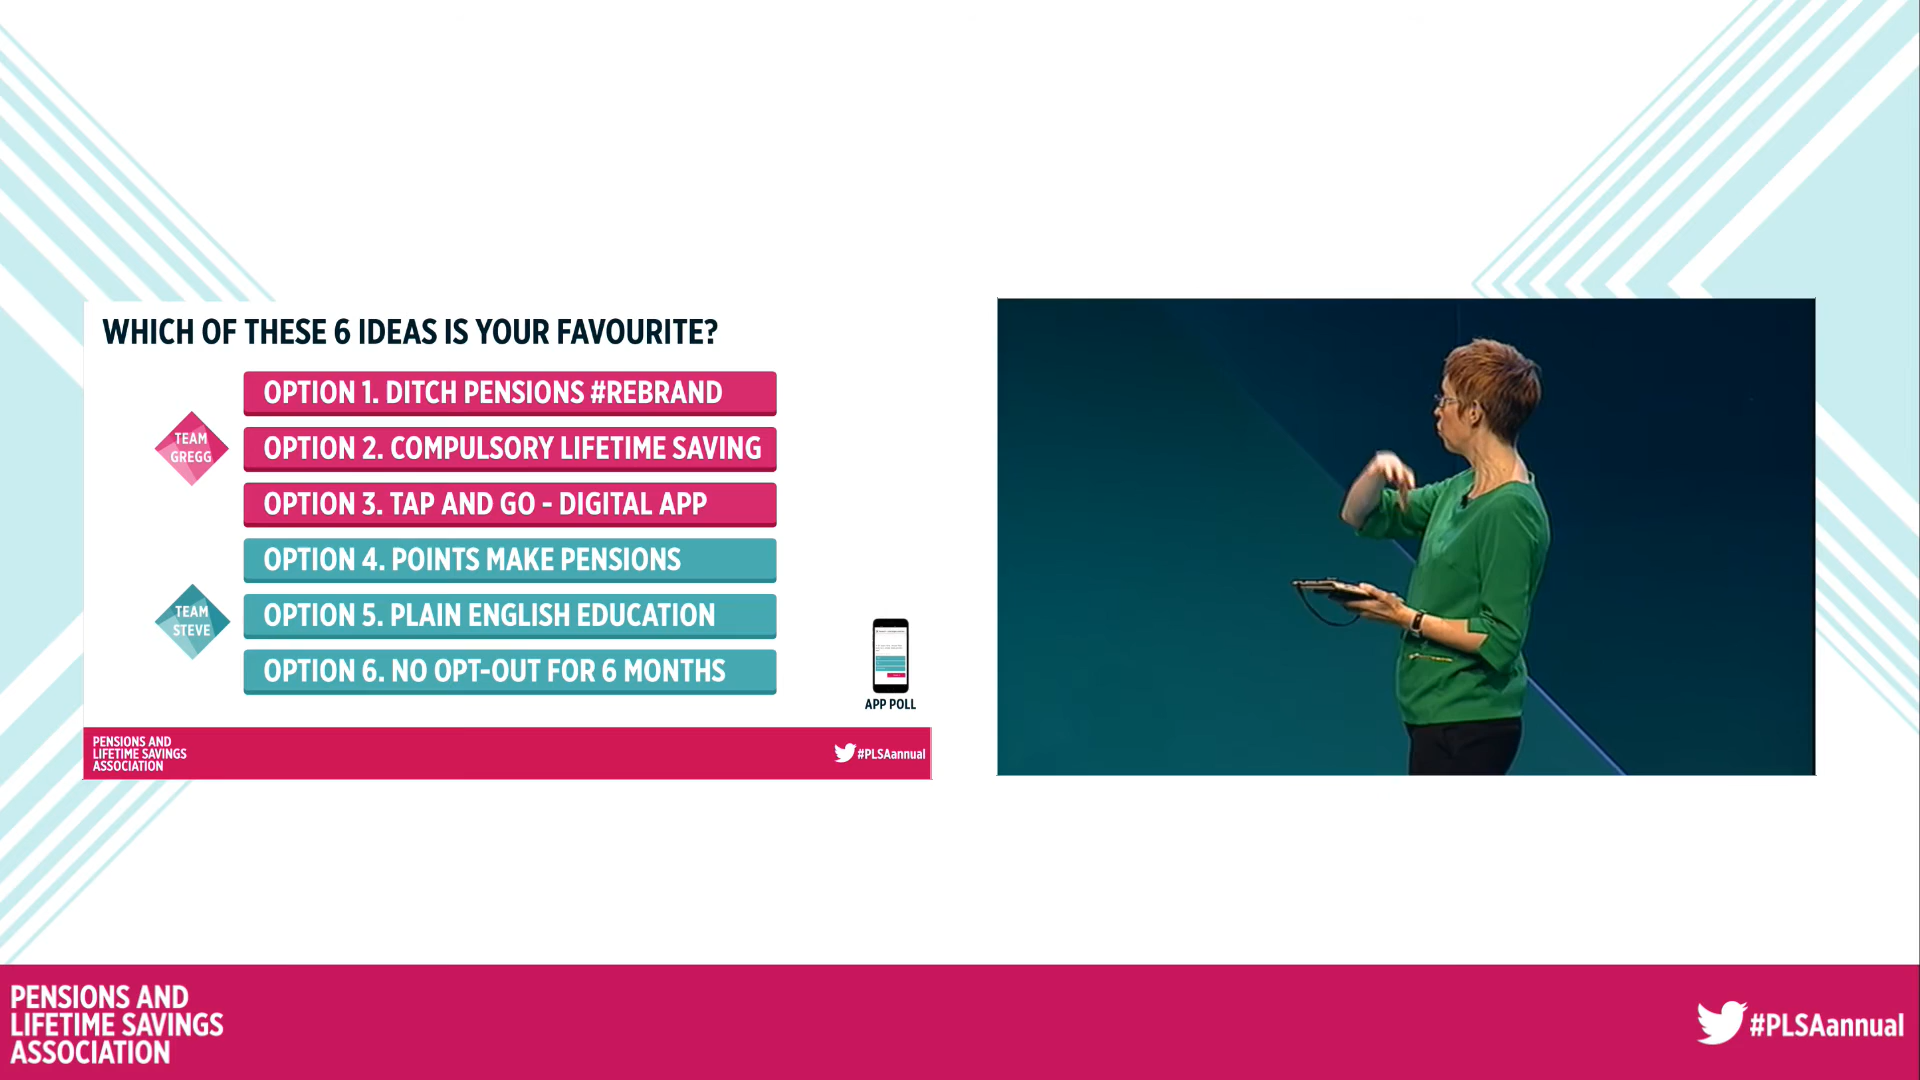 WHICH OF THESE 6 IDEAS IS YOUR FAVOURITE?
TEAM
GREGG
OPTION 1. DITCH PENSIONS #REBRAND
OPTION 2. COMPULSORY LIFETIME SAVING
OPTION 3. TAP AND GO - DIGITAL APP
TEAM
STEVE
OPTION 4. POINTS MAKE PENSIONS
OPTION 5. PLAIN ENGLISH EDUCATION
OPTION 6. NO OPT-OUT FOR 6 MONTHS
APP POLL
PENSIONS AND
LIFETIME SAVINGS
ASSOCIATION
#PLSAannual
PENSIONS AND
LIFETIME SAVINGS
ASSOCIATION
#PLSAannual